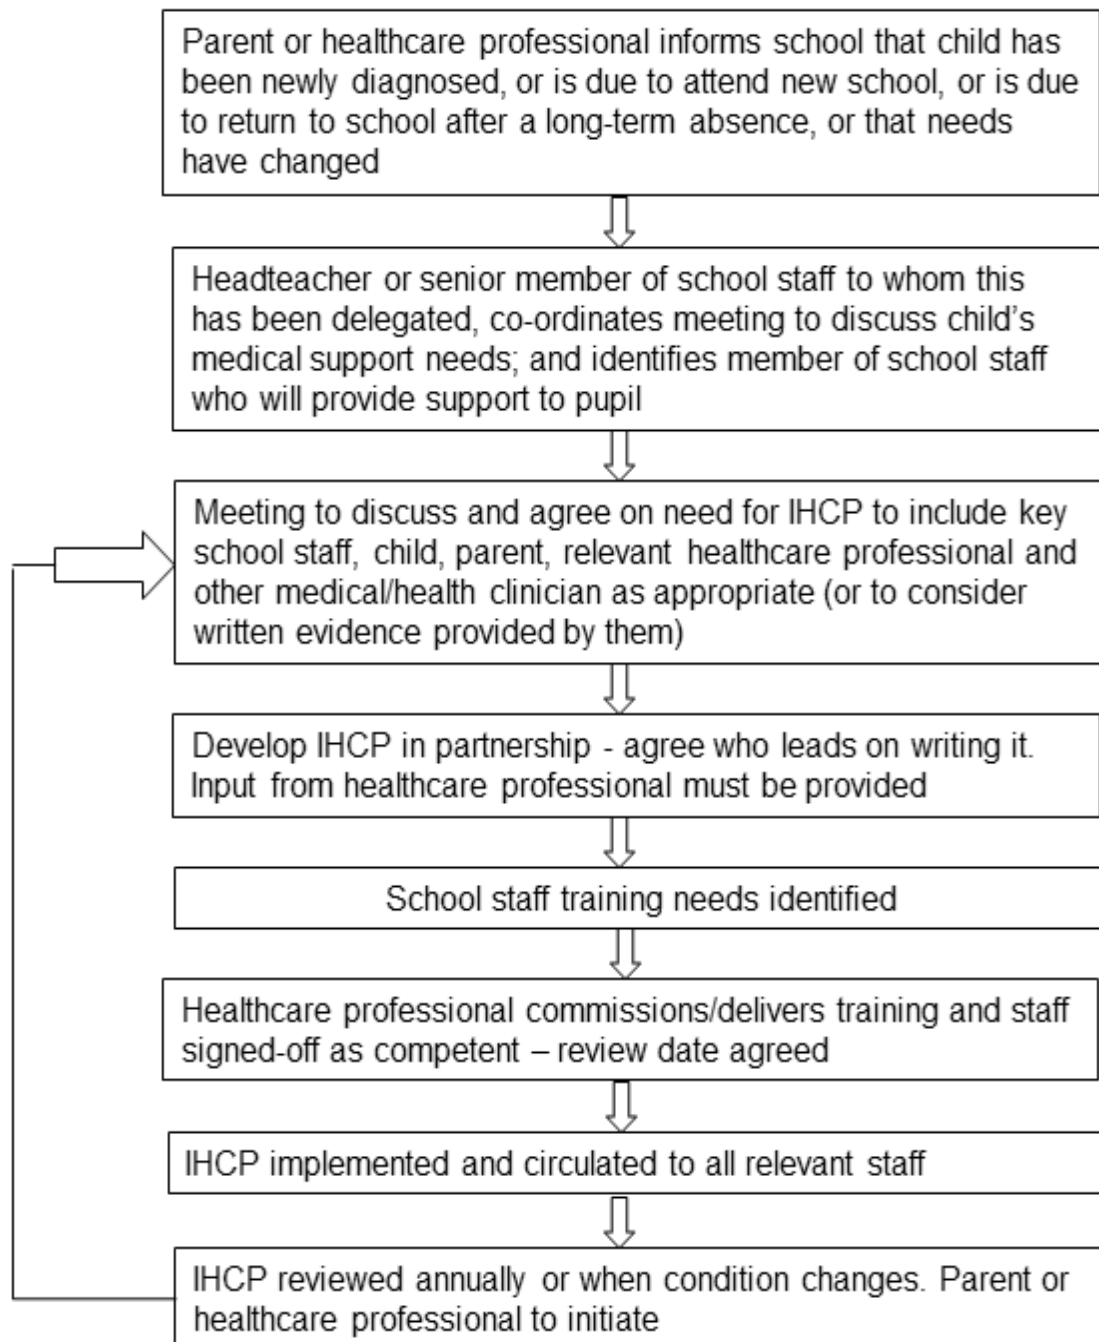 Parent or healthcare professional informs school that child has
been newly diagnosed, or is due to attend new school, or is due
to return to school after a long-term absence, or that needs
have changed
Headteacher or senior member of school staff to whom this
has been delegated, co-ordinates meeting to discuss child's
medical support needs; and identifies member of school staff
who will provide support to pupil
Meeting to discuss and agree on need for IHCP to include key
school staff, child, parent, relevant healthcare professional and
other medical/health clinician as appropriate (or to consider
written evidence provided by them)
Develop IHCP in partnership - agree who leads on writing it.
Input from healthcare professional must be provided
School staff training needs identified
Healthcare professional commissions/delivers training and staff
signed-off as competent – review date agreed
IHCP implemented and circulated to all relevant staff
IHCP reviewed annually or when condition changes. Parent or
healthcare professional to initiate